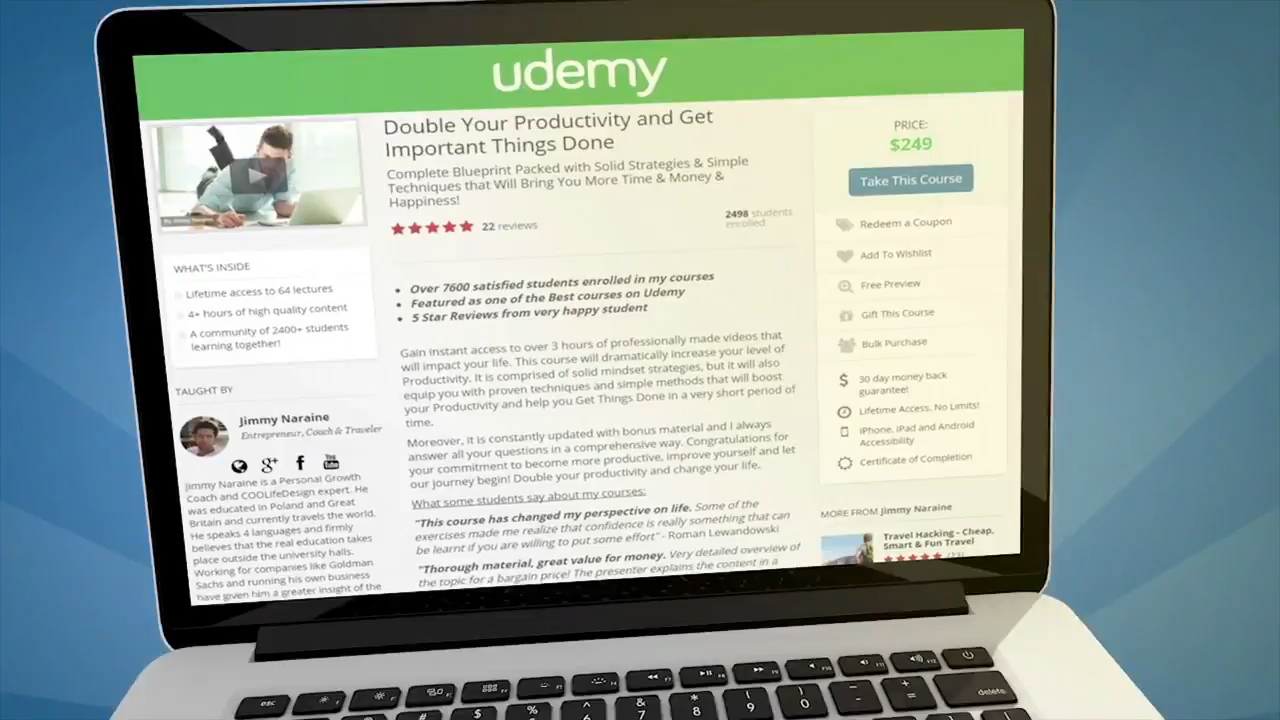 udemy
Double Your Productivity and Get
Important Things Done
Complete Blueprint Packed with Solid Strategies & Simple
Techniques that Will Bring You More Time & Money &
Happiness!
22 reviews
2498 students
enrolled
WHAT'S INSIDE
Lifetime access to 64 lectures
4+ hours of high quality content
A community of 2400+ students
learning together!
TAUGHT BY
Jimmy Naraine
Entrepreneur, Coach & Traveler
g+
f
You
Tube
Jimmy Naraine is a Personal Growth
Coach and COOLifeDesign expert. He
was educated in Poland and Great
Britain and currently travels the world.
He speaks 4 languages and firmly
believes that the real education takes
place outside the university halls.
Working for companies like Goldman
Sachs and running his own business
have given him a greater insight of the
• Over 7600 satisfied students enrolled in my courses
• Featured as one of the Best courses on Udemy
• 5 Star Reviews from very happy student
Gain instant access to over 3 hours of professionally made videos that
will impact your life. This course will dramatically increase your level of
Productivity. It is comprised of solid mindset strategies, but it will also
equip you with proven techniques and simple methods that will boost
your Productivity and help you Get Things Done in a very short period of
time.
Moreover, it is constantly updated with bonus material and I always
answer all your questions in a comprehensive way. Congratulations for
your commitment to become more productive, improve yourself and let
our journey begin! Double your productivity and change your life.
What some students say about my courses:
"This course has changed my perspective on life. Some of the
exercises made me realize that confidence is really something that can
be learnt if you are willing to put some effort" - Roman Lewandowski
"Thorough material, great value for money. Very detailed overview of
the topic for a bargain price! The presenter explains the content in a
PRICE:
$249
Take This Course
Redeem a Coupon
Add To Wishlist
Free Preview
Gift This Course
Bulk Purchase
$ 30 day money back
guarantee!
Lifetime Access. No Limits!
iPhone, iPad and Android
Accessibility
Certificate of Completion
MORE FROM Jimmy Naraine
Travel Hacking - Cheap,
Smart & Fun Travel
esc
delete
# $ % ^ & * ( ) - +
6 7 8 9 0 =